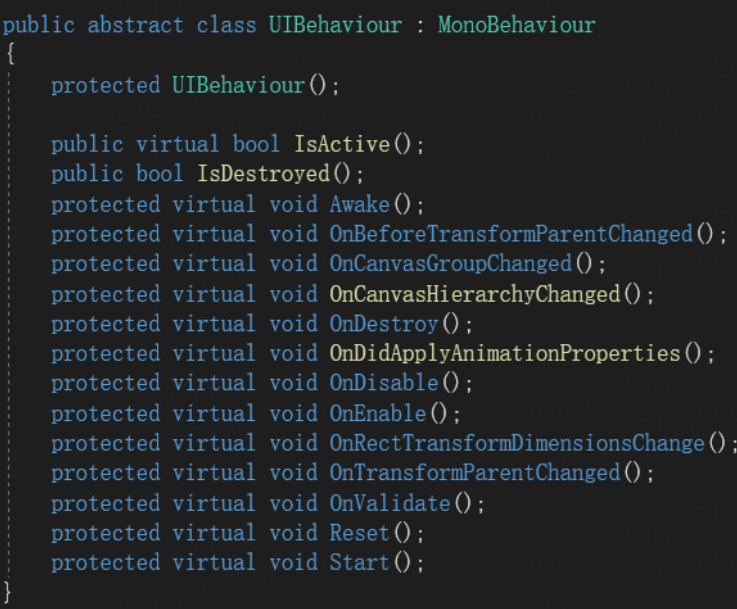 public abstract class UIBehaviour : MonoBehaviour
{
    protected UIBehaviour();

    public virtual bool IsActive();
    public bool IsDestroyed();
    protected virtual void Awake();
    protected virtual void OnBeforeTransformParentChanged();
    protected virtual void OnCanvasGroupChanged();
    protected virtual void OnCanvasHierarchyChanged();
    protected virtual void OnDestroy();
    protected virtual void OnDidApplyAnimationProperties();
    protected virtual void OnDisable();
    protected virtual void OnEnable();
    protected virtual void OnRectTransformDimensionsChange();
    protected virtual void OnTransformParentChanged();
    protected virtual void OnValidate();
    protected virtual void Reset();
    protected virtual void Start();
}